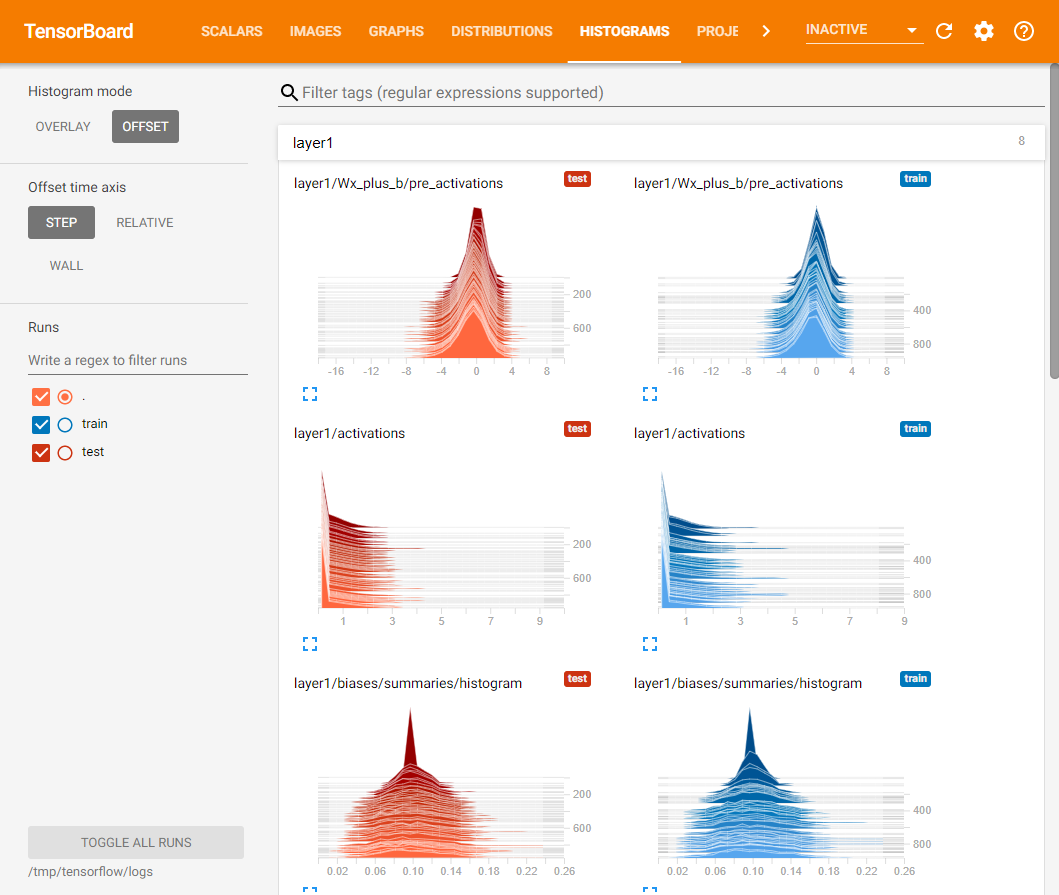 TensorBoard SCALARS IMAGES GRAPHS DISTRIBUTIONS HISTOGRAMS PROJE INACTIVE
Histogram mode
OVERLAY OFFSET
Offset time axis
STEP RELATIVE
WALL
Runs
Write a regex to filter runs
.
train
test
TOGGLE ALL RUNS
/tmp/tensorflow/logs
Filter tags (regular expressions supported)
layer1 8
layer1/Wx_plus_b/pre_activations test
200
600
-16 -12 -8 -4 0 4 8
layer1/Wx_plus_b/pre_activations train
400
800
-16 -12 -8 -4 0 4 8
layer1/activations test
200
600
1 3 5 7 9
layer1/activations train
400
800
1 3 5 7 9
layer1/biases/summaries/histogram test
200
600
0.02 0.06 0.10 0.14 0.18 0.22 0.26
layer1/biases/summaries/histogram train
400
800
0.02 0.06 0.10 0.14 0.18 0.22 0.26